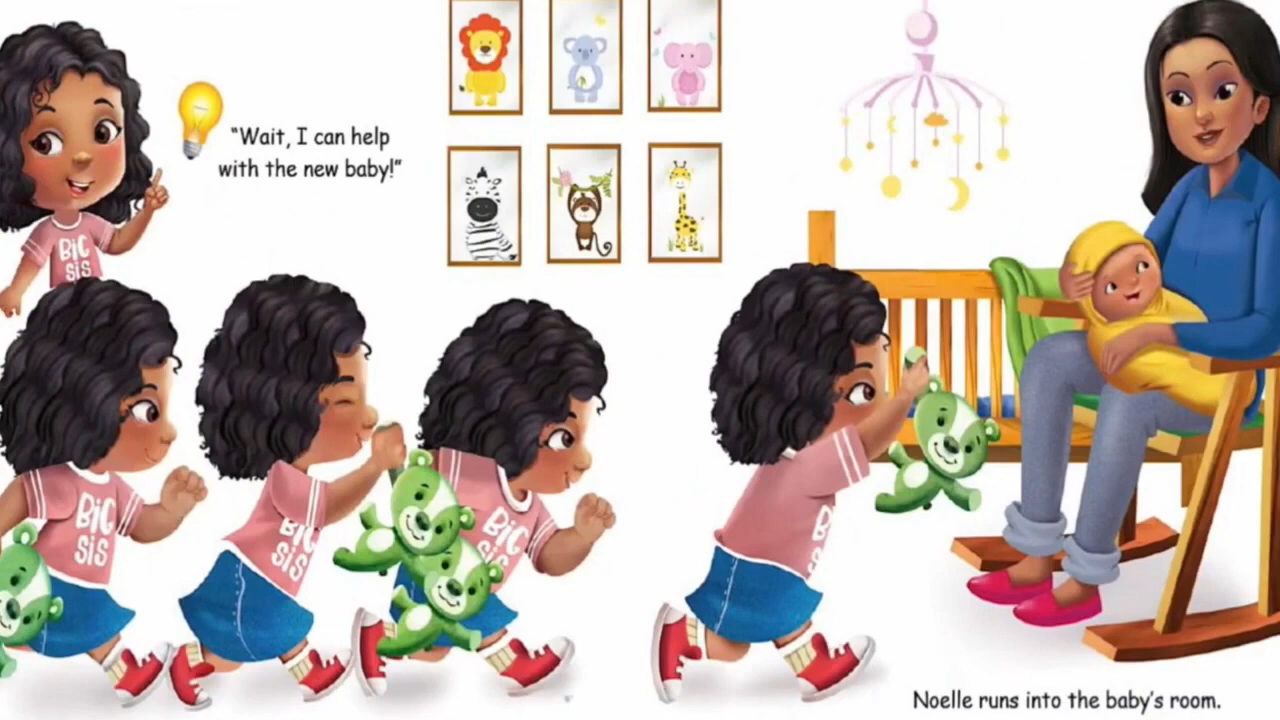 "Wait, I can help
with the new baby!"
BIG
SIS
BIG
SIS
BIG
SIS
BIG
SIS
Noelle runs into the baby's room.